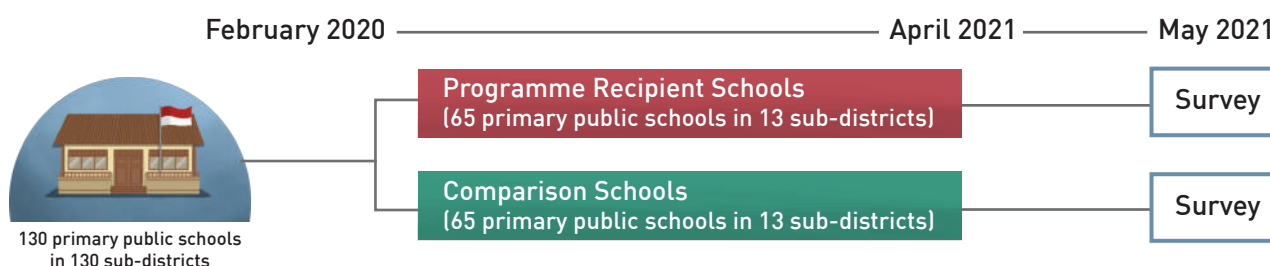 February 2020
April 2021
May 2021
Programme Recipient Schools
(65 primary public schools in 13 sub-districts)
Survey
Comparison Schools
(65 primary public schools in 13 sub-districts)
Survey
130 primary public schools
in 130 sub-districts